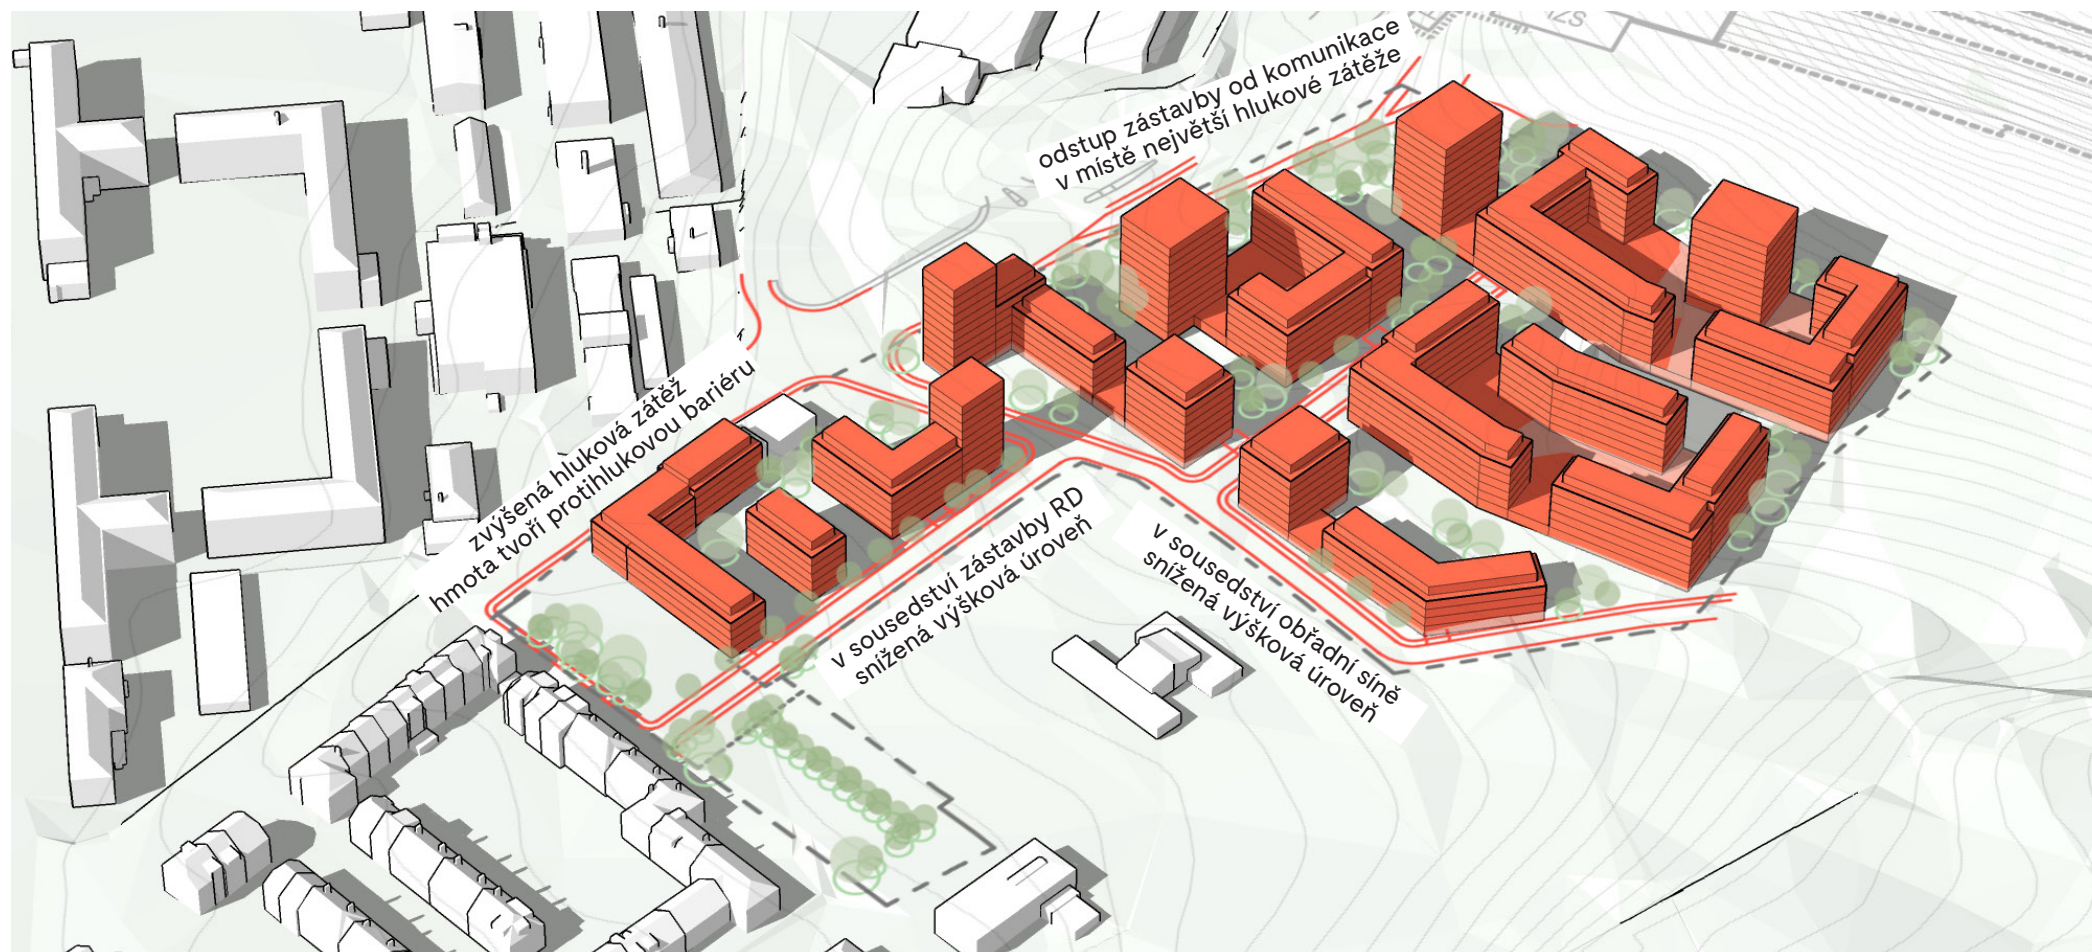 odstup zástavby od komunikace
v místě největší hlukové zátěže
zvýšená hluková zátěž
hmota tvoří protihlukovou bariéru
v sousedství zástavby RD
snížená výšková úroveň
v sousedství obřadní síně
snížená výšková úroveň